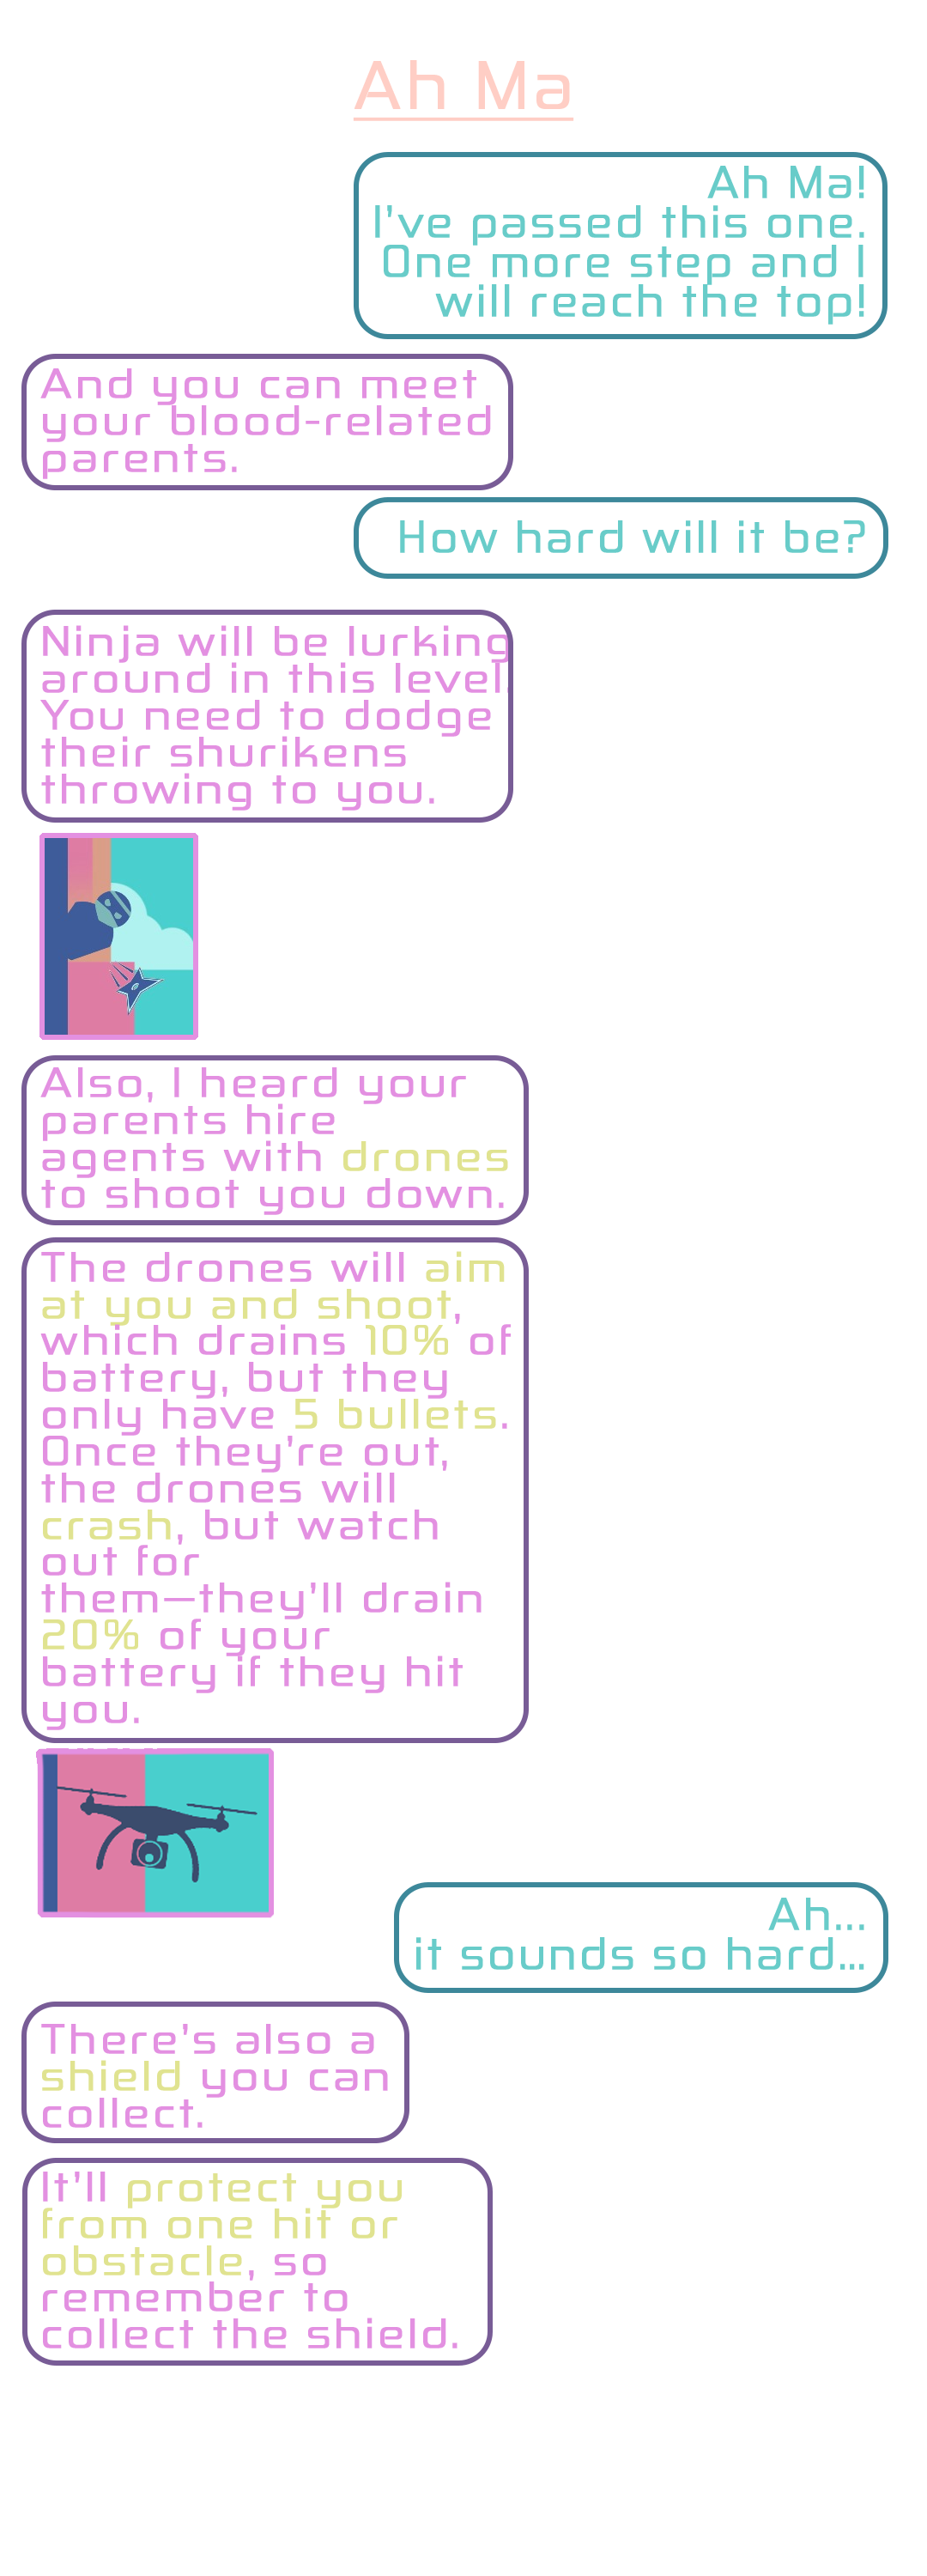 Ah Ma
Ah Ma!
I've passed this one.
One more step and I
will reach the top!
And you can meet
your blood-related
parents.
How hard will it be?
Ninja will be lurking
around in this level.
You need to dodge
their shurikens
throwing to you.
Also, I heard your
parents hire
agents with drones
to shoot you down.
The drones will aim
at you and shoot,
which drains 10% of
battery, but they
only have 5 bullets.
Once they're out,
the drones will
crash, but watch
out for
them—they'll drain
20% of your
battery if they hit
you.
Ah...
it sounds so hard...
There's also a
shield you can
collect.
It'll protect you
from one hit or
obstacle, so
remember to
collect the shield.